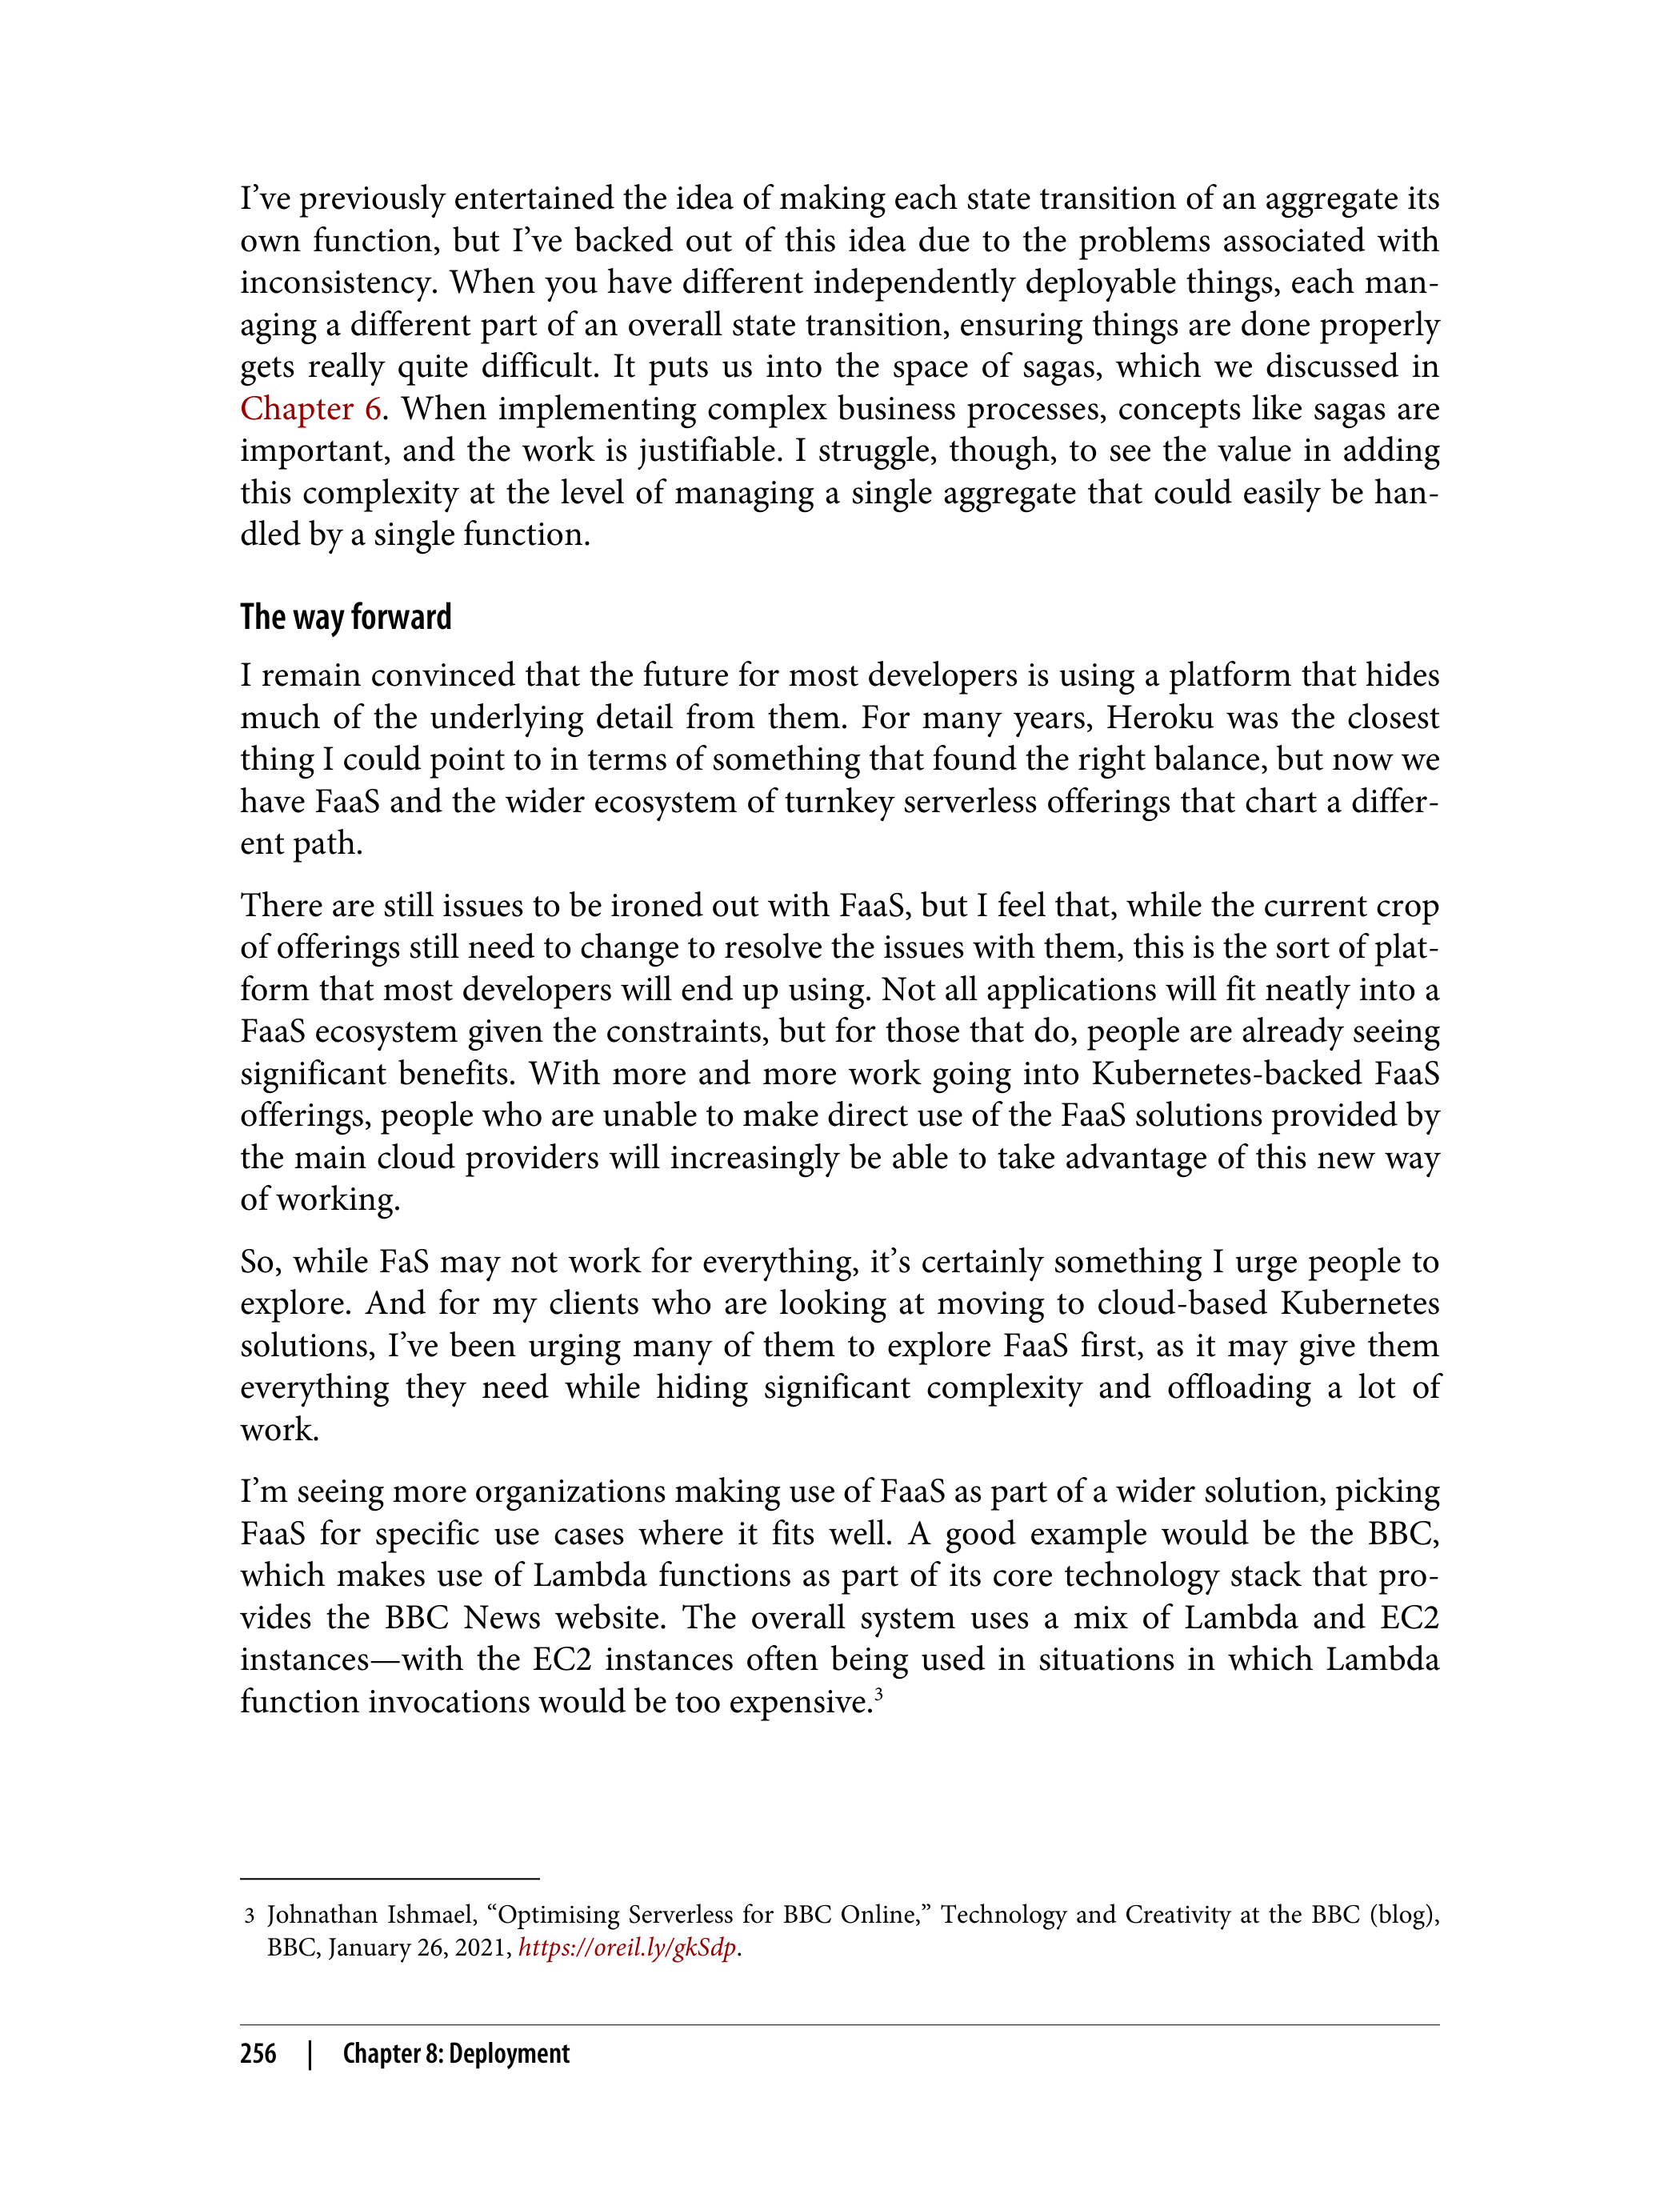 I’ve previously entertained the idea of making each state transition of an aggregate its
own function, but I’ve backed out of this idea due to the problems associated with
inconsistency. When you have different independently deployable things, each man-
aging a different part of an overall state transition, ensuring things are done properly
gets really quite difficult. It puts us into the space of sagas, which we discussed in
Chapter 6. When implementing complex business processes, concepts like sagas are
important, and the work is justifiable. I struggle, though, to see the value in adding
this complexity at the level of managing a single aggregate that could easily be han-
dled by a single function.
The way forward
I remain convinced that the future for most developers is using a platform that hides
much of the underlying detail from them. For many years, Heroku was the closest
thing I could point to in terms of something that found the right balance, but now we
have FaaS and the wider ecosystem of turnkey serverless offerings that chart a differ-
ent path.
There are still issues to be ironed out with FaaS, but I feel that, while the current crop
of offerings still need to change to resolve the issues with them, this is the sort of plat-
form that most developers will end up using. Not all applications will fit neatly into a
FaaS ecosystem given the constraints, but for those that do, people are already seeing
significant benefits. With more and more work going into Kubernetes-backed FaaS
offerings, people who are unable to make direct use of the FaaS solutions provided by
the main cloud providers will increasingly be able to take advantage of this new way
of working.
So, while FaS may not work for everything, it’s certainly something I urge people to
explore. And for my clients who are looking at moving to cloud-based Kubernetes
solutions, I’ve been urging many of them to explore FaaS first, as it may give them
everything they need while hiding significant complexity and offloading a lot of
work.
I’m seeing more organizations making use of FaaS as part of a wider solution, picking
FaaS for specific use cases where it fits well. A good example would be the BBC,
which makes use of Lambda functions as part of its core technology stack that pro-
vides the BBC News website. The overall system uses a mix of Lambda and EC2
instances—with the EC2 instances often being used in situations in which Lambda
function invocations would be too expensive.3
3 Johnathan Ishmael, “Optimising Serverless for BBC Online,” Technology and Creativity at the BBC (blog),
BBC, January 26, 2021, https://oreil.ly/gkSdp.
256 | Chapter 8: Deployment